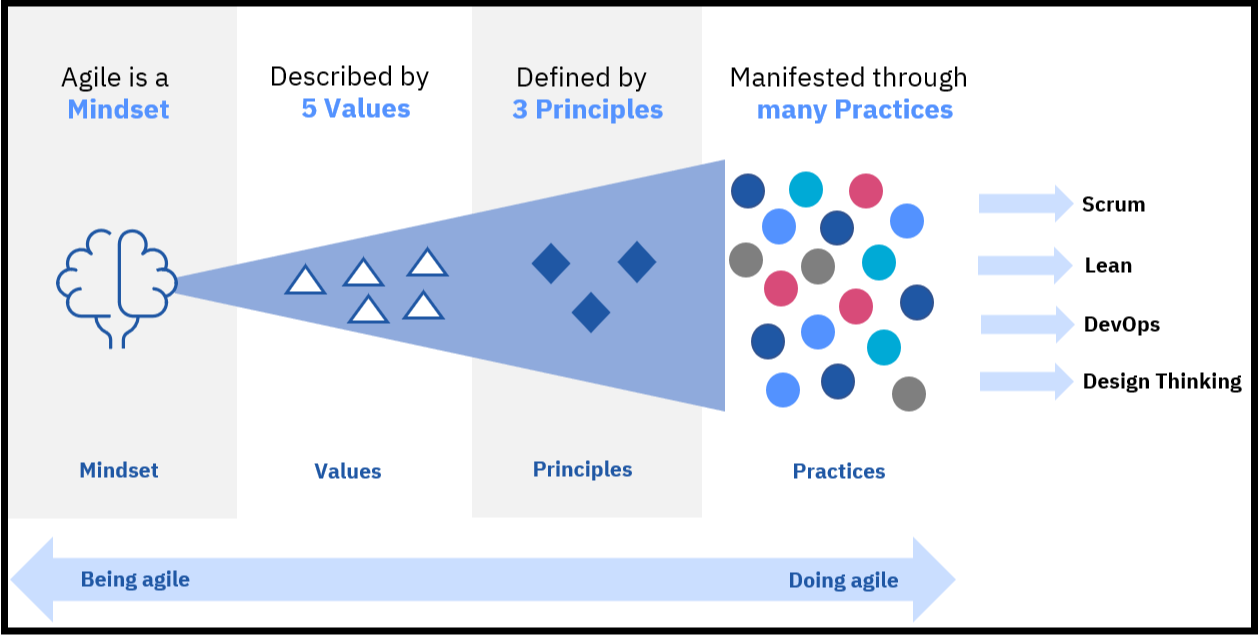 Agile is a
Mindset
Described by
5 Values
Defined by
3 Principles
Manifested through
many Practices
Scrum
Lean
DevOps
Design Thinking
Mindset
Values
Principles
Practices
Being agile
Doing agile